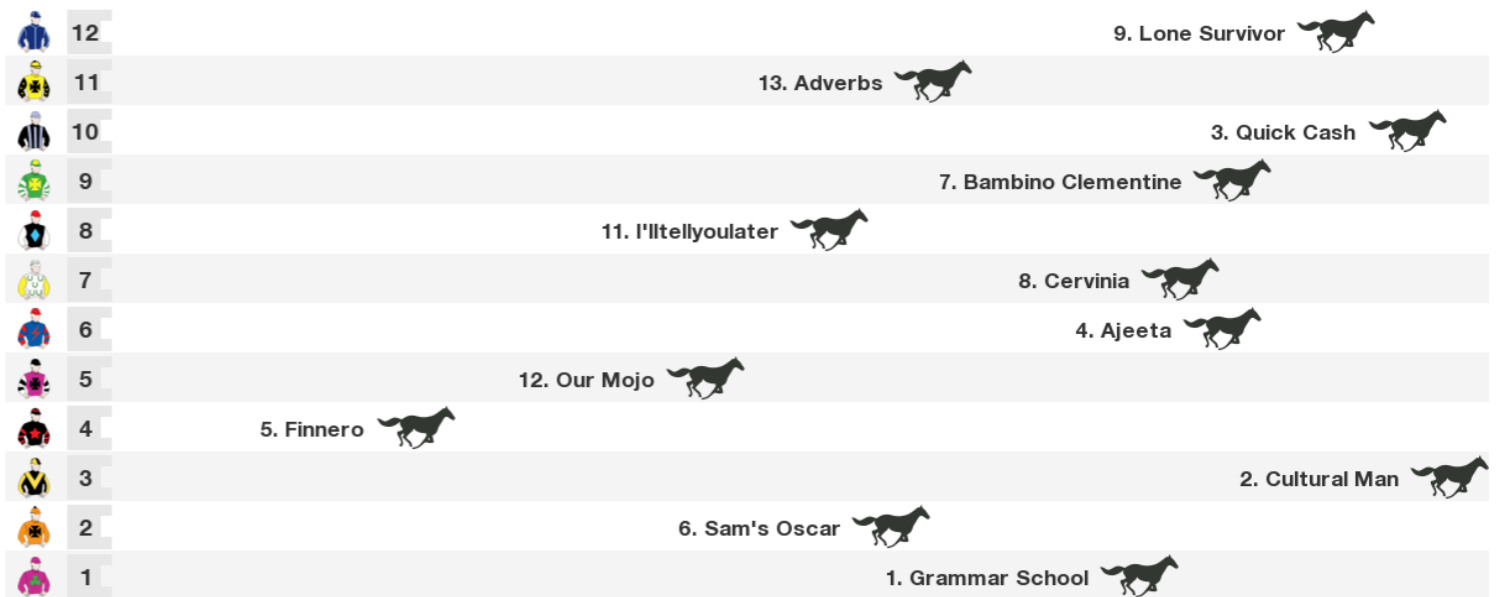 12 9. Lone Survivor
11 13. Adverbs
10 3. Quick Cash
9 7. Bambino Clementine
8 11. I'lltellyoulater
7 8. Cervinia
6 4. Ajeeta
5 12. Our Mojo
4 5. Finnero
3 2. Cultural Man
2 6. Sam's Oscar
1 1. Grammar School